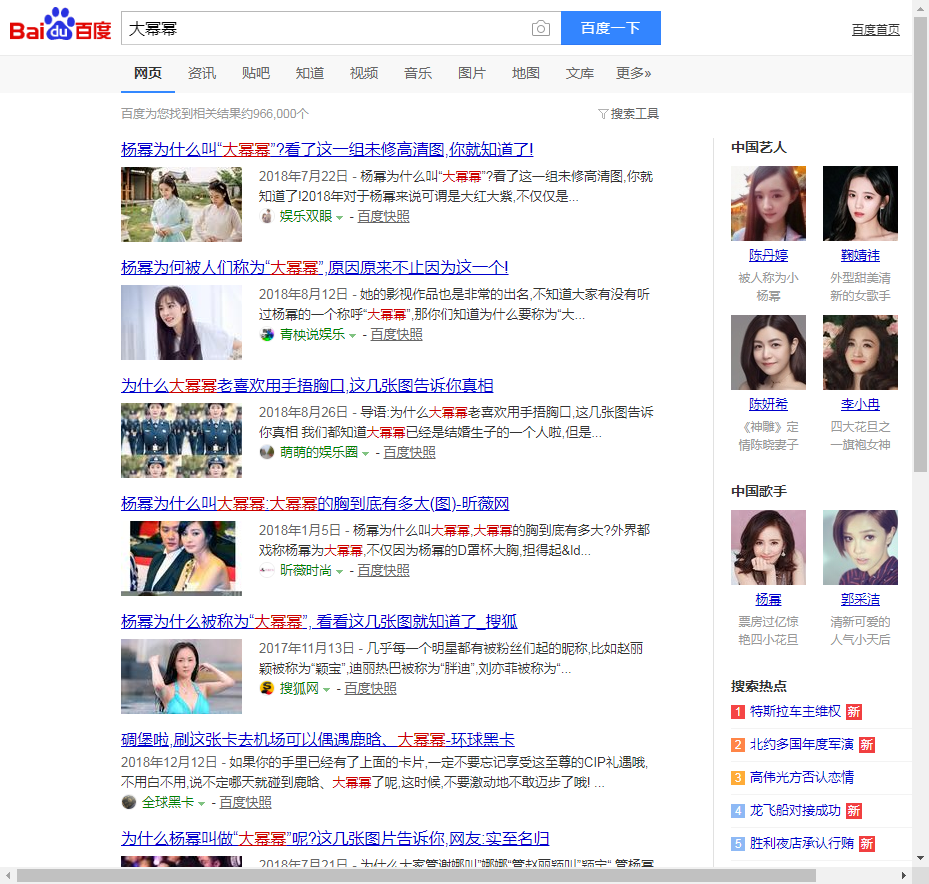 Bai du 百度
大幂幂
百度一下
百度首页
网页 资讯 贴吧 知道 视频 音乐 图片 地图 文库 更多»
百度为您找到相关结果约966,000个
搜索工具
杨幂为什么叫“大幂幂”?看了这一组未修高清图,你就知道了!
2018年7月22日 - 杨幂为什么叫“大幂幂”?看了这一组未修高清图,你就
知道了!2018年对于杨幂来说可谓是大红大紫,不仅仅是...
娱乐双眼 - 百度快照
杨幂为何被人们称为“大幂幂”,原因原来不止因为这一个!
2018年8月12日 - 她的影视作品也是非常的出名,不知道大家有没有听
过杨幂的一个称呼“大幂幂”,那你们知道为什么要称为“大...
青柍说娱乐 - 百度快照
为什么大幂幂老喜欢用手捂胸口,这几张图告诉你真相
2018年8月26日 - 导语:为什么大幂幂老喜欢用手捂胸口,这几张图告诉
你真相 我们都知道大幂幂已经是结婚生子的一个人啦,但是...
萌萌的娱乐圈 - 百度快照
杨幂为什么叫大幂幂:大幂幂的胸到底有多大(图)-昕薇网
2018年1月5日 - 杨幂为什么叫大幂幂,大幂幂的胸到底有多大?外界都
戏称杨幂为大幂幂,不仅因为杨幂的D罩杯大胸,担得起&ld...
昕薇时尚 - 百度快照
杨幂为什么被称为“大幂幂”, 看看这几张图就知道了_搜狐
2017年11月13日 - 几乎每一个明星都有被粉丝们起的昵称,比如赵丽
颖被称为“颖宝”,迪丽热巴被称为“胖迪”,刘亦菲被称为“...
搜狐网 - 百度快照
碉堡啦,刷这张卡去机场可以偶遇鹿晗、大幂幂-环球黑卡
2018年12月12日 - 如果你的手里已经有了上面的卡片,一定不要忘记享受这至尊的CIP礼遇哦,
不用白不用,说不定哪天就碰到鹿晗、大幂幂了呢,这时候,不要激动地不敢迈步了哦! ...
全球黑卡 - 百度快照
为什么杨幂叫做“大幂幂”呢?这几张图片告诉你,网友:实至名归
2018年7月21日 - 为什么大家管谢娜叫“娜娜”管赵丽颖叫“颖宝“,管杨幂
中国艺人
陈丹婷
被人称为小
杨幂
鞠婧祎
外型甜美清
新的女歌手
陈妍希
《神雕》定
情陈晓妻子
李小冉
四大花旦之
一旗袍女神
中国歌手
杨幂
票房过亿惊
艳四小花旦
郭采洁
清新可爱的
人气小天后
搜索热点
1 特斯拉车主维权 新
2 北约多国年度军演 新
3 高伟光方否认恋情
4 龙飞船对接成功 新
5 胜利夜店承认行贿 新